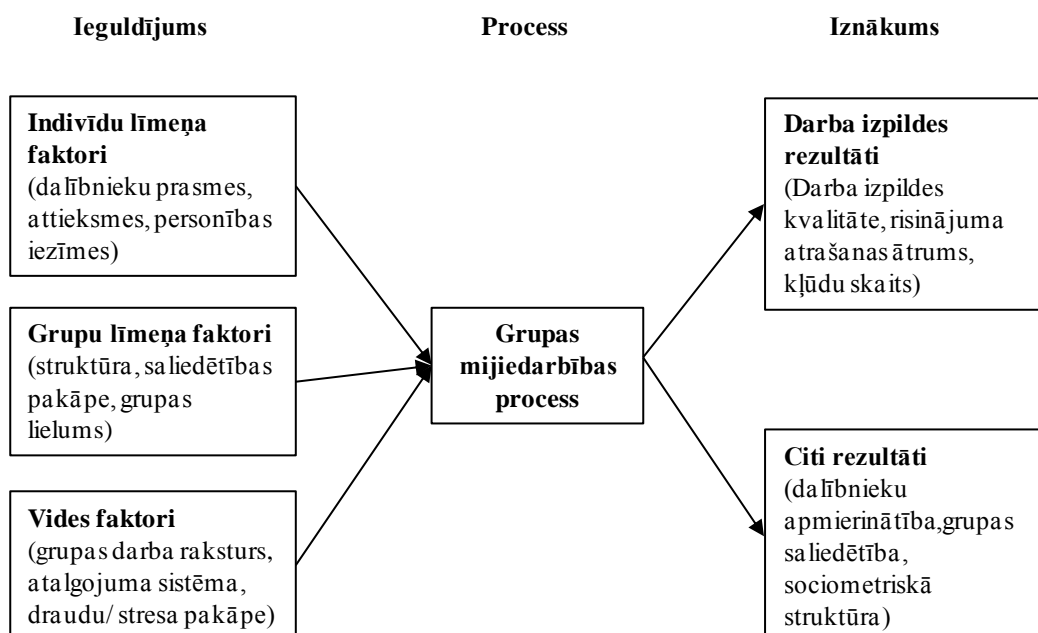 Ieguldījums
Process
Iznākums
Indivīdu līmeņa
faktori
(dalībnieku prasmes,
attieksmes, personības
iezīmes)
Grupu līmeņa faktori
(struktūra, saliedētības
pakāpe, grupas
lielums)
Vides faktori
(grupas darba raksturs,
atalgojuma sistēma,
draudu/ stresa pakāpe)
Grupas
mijiedarbības
process
Darba izpildes
rezultāti
(Darba izpildes
kvalitāte, risinājuma
atrašanas ātrums,
kļūdu skaits)
Citi rezultāti
(dalībnieku
apmierinātība,grupas
saliedētība,
sociometriskā
struktūra)